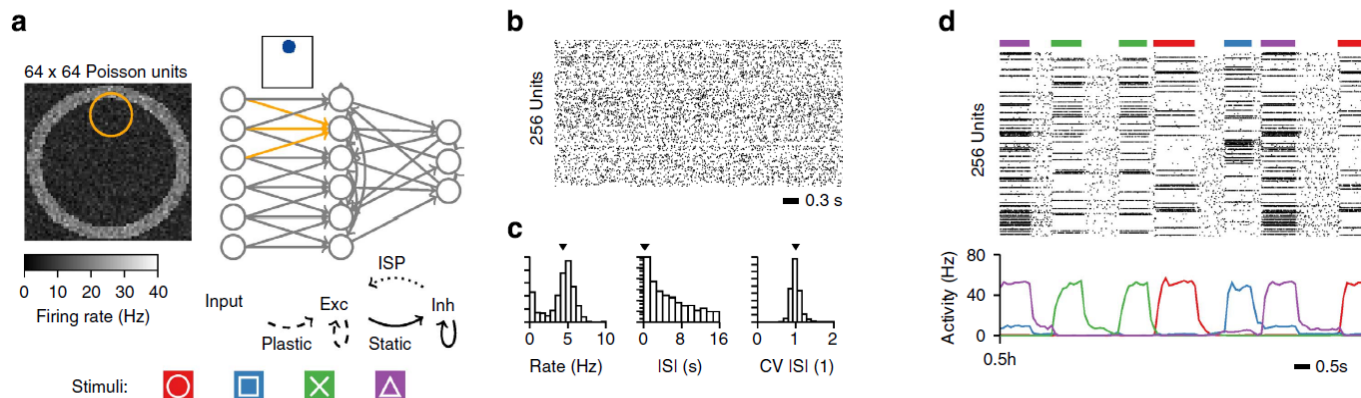 a
64 x 64 Poisson units
0 10 20 30 40
Firing rate (Hz)
Input
Exc
ISP
Inh
Plastic
Static
Stimuli:
b
256 Units
0.3 s
c
0 5 10
Rate (Hz)
0 8 16
ISI (s)
0 1 2
CV ISI (1)
d
256 Units
80
40
0
Activity (Hz)
0.5h
0.5s